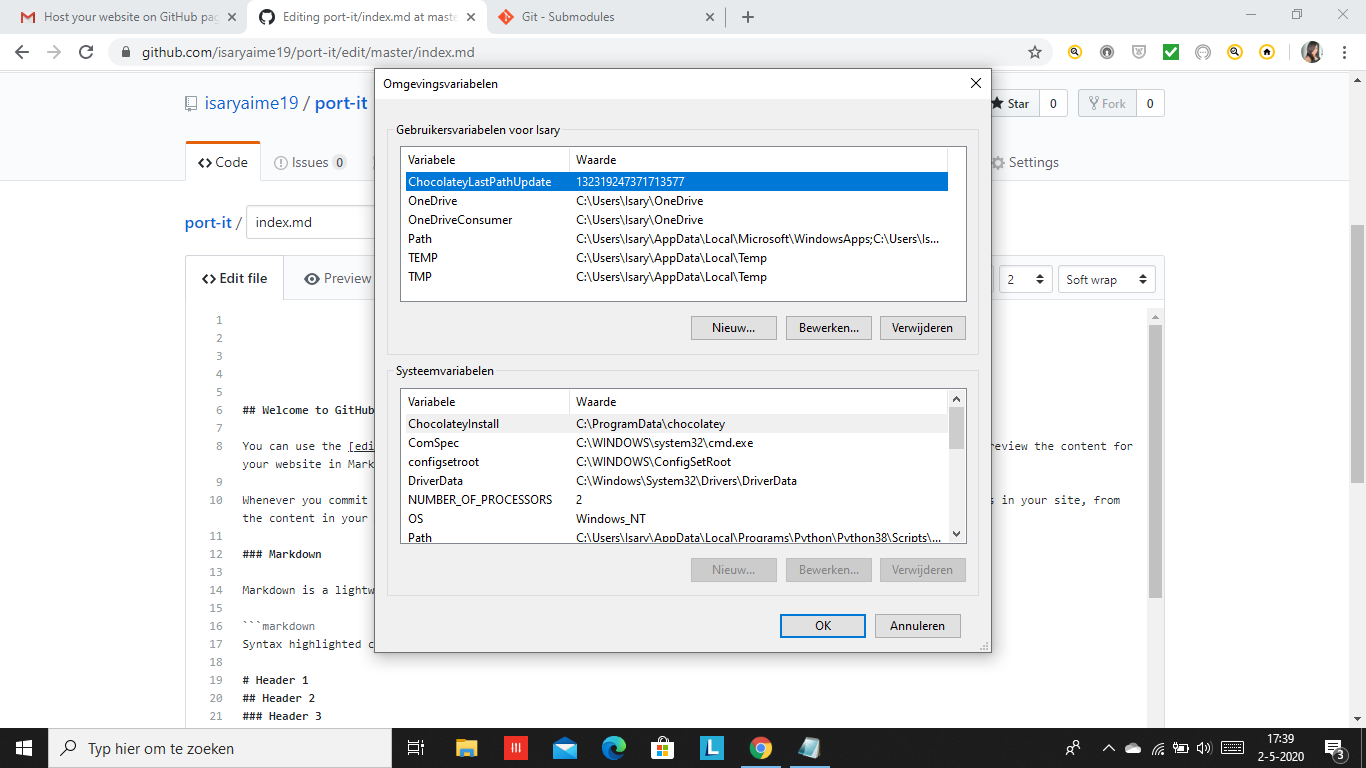 Host your website on GitHub pag
Editing port-it/index.md at maste
Git - Submodules
github.com/isaryaime19/port-it/edit/master/index.md
Omgevingsvariabelen
isaryaime19 / port-it
Star 0
Fork 0
Gebruikersvariabelen voor Isary
Code
Issues 0
Settings
Variabele Waarde
ChocolateyLastPathUpdate 132319247371713577
OneDrive C:\Users\Isary\OneDrive
OneDriveConsumer C:\Users\Isary\OneDrive
Path C:\Users\Isary\AppData\Local\Microsoft\WindowsApps;C:\Users\Is...
TEMP C:\Users\Isary\AppData\Local\Temp
TMP C:\Users\Isary\AppData\Local\Temp
port-it / index.md
Edit file
Preview
2
Soft wrap
Nieuw... Bewerken... Verwijderen
Systeemvariabelen
Variabele Waarde
ChocolateyInstall C:\ProgramData\chocolatey
ComSpec C:\WINDOWS\system32\cmd.exe
configsetroot C:\WINDOWS\ConfigSetRoot
DriverData C:\Windows\System32\Drivers\DriverData
NUMBER_OF_PROCESSORS 2
OS Windows_NT
Path C:\Users\Isary\AppData\Local\Programs\Python\Python38\Scripts\...
Nieuw... Bewerken... Verwijderen
OK Annuleren
1
2
3
4
5
6 ## Welcome to GitHub
7
8 You can use the [edi review the content for
your website in Mark
9
10 Whenever you commit s in your site, from
the content in your
11
12 ### Markdown
13
14 Markdown is a lightw
15
16 ```markdown
17 Syntax highlighted c
18
19 # Header 1
20 ## Header 2
21 ### Header 3
Typ hier om te zoeken
L
17:39
2-5-2020
3